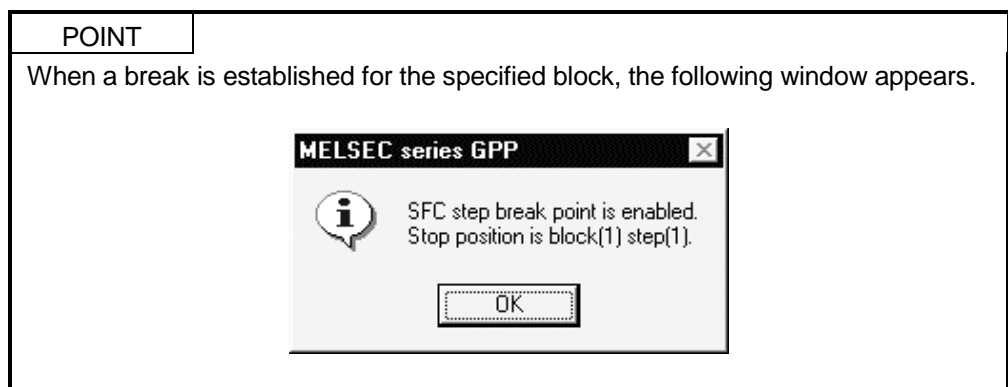 POINT
When a break is established for the specified block, the following window appears.
MELSEC series GPP
SFC step break point is enabled.
Stop position is block(1) step(1).
OK